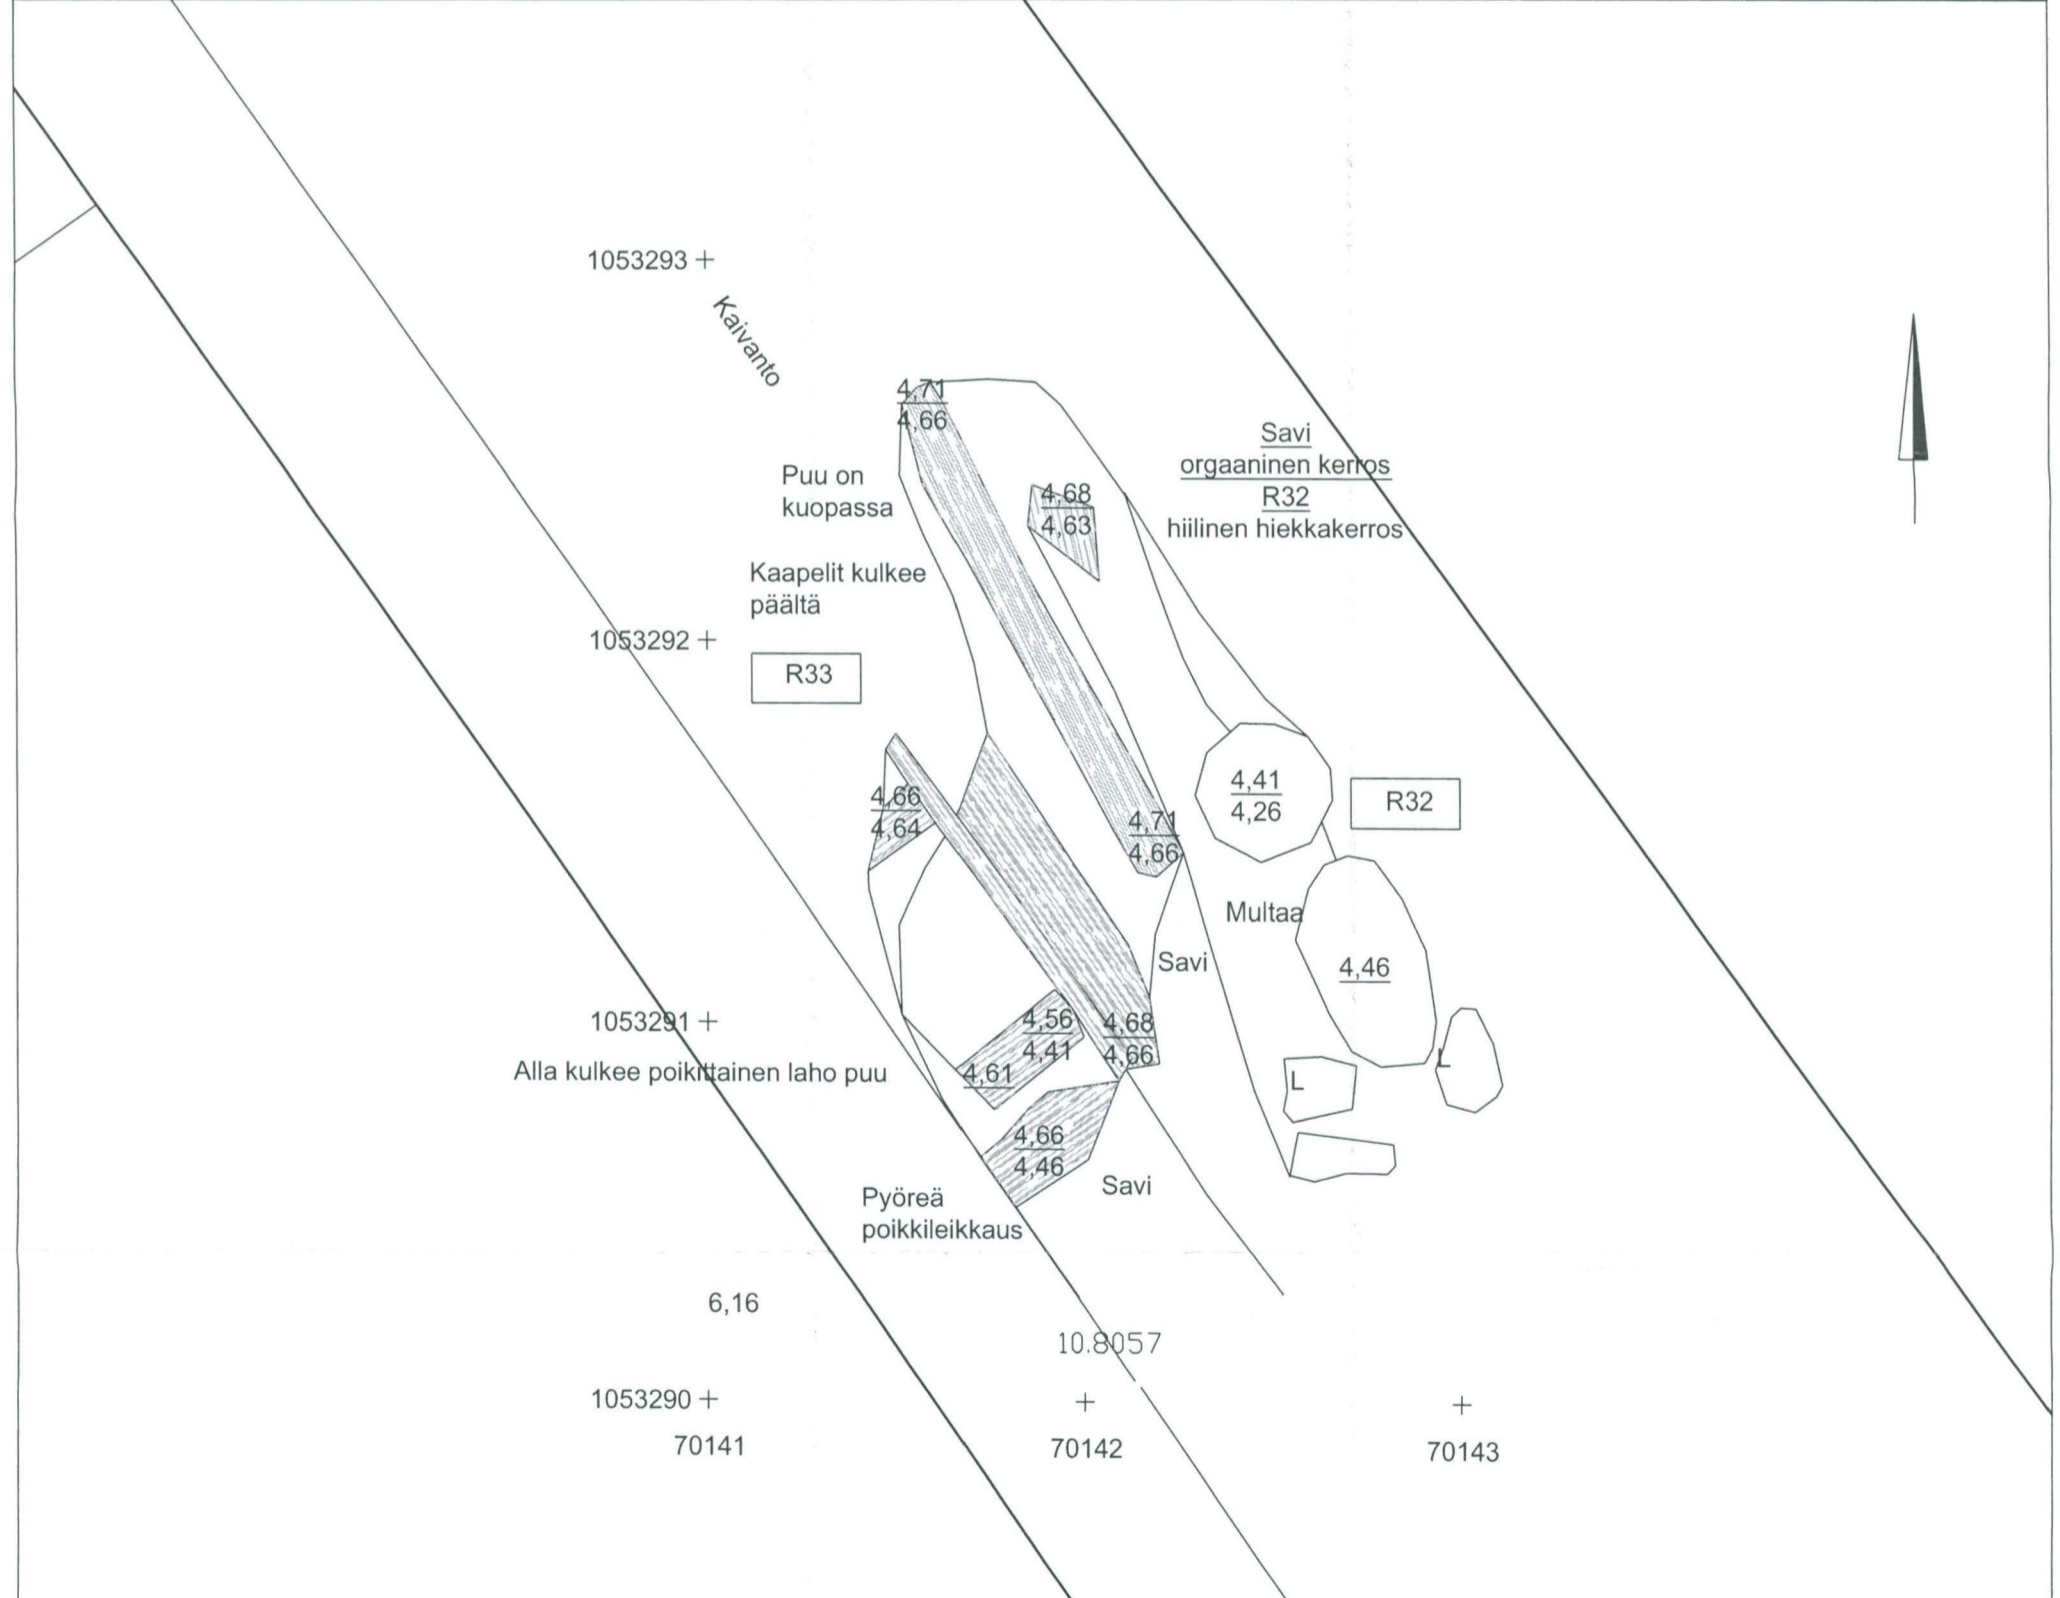 1053293
Kaivanto
4,71
4,66
Savi
orgaaninen kerros
R32
hiilinen hiekkakerros
Puu on
kuopassa
4,68
4,63
Kaapelit kulkee
päältä
1053292
R33
4,66
4,64
4,71
4,66
4,41
4,26
R32
Multaa
Savi
4,46
1053291
4,56
4,41
4,68
4,66
Alla kulkee poikittainen laho puu
4,61
L
L
4,66
4,46
Savi
Pyöreä
poikkileikkaus
6,16
10.8057
1053290
70141
70142
70143